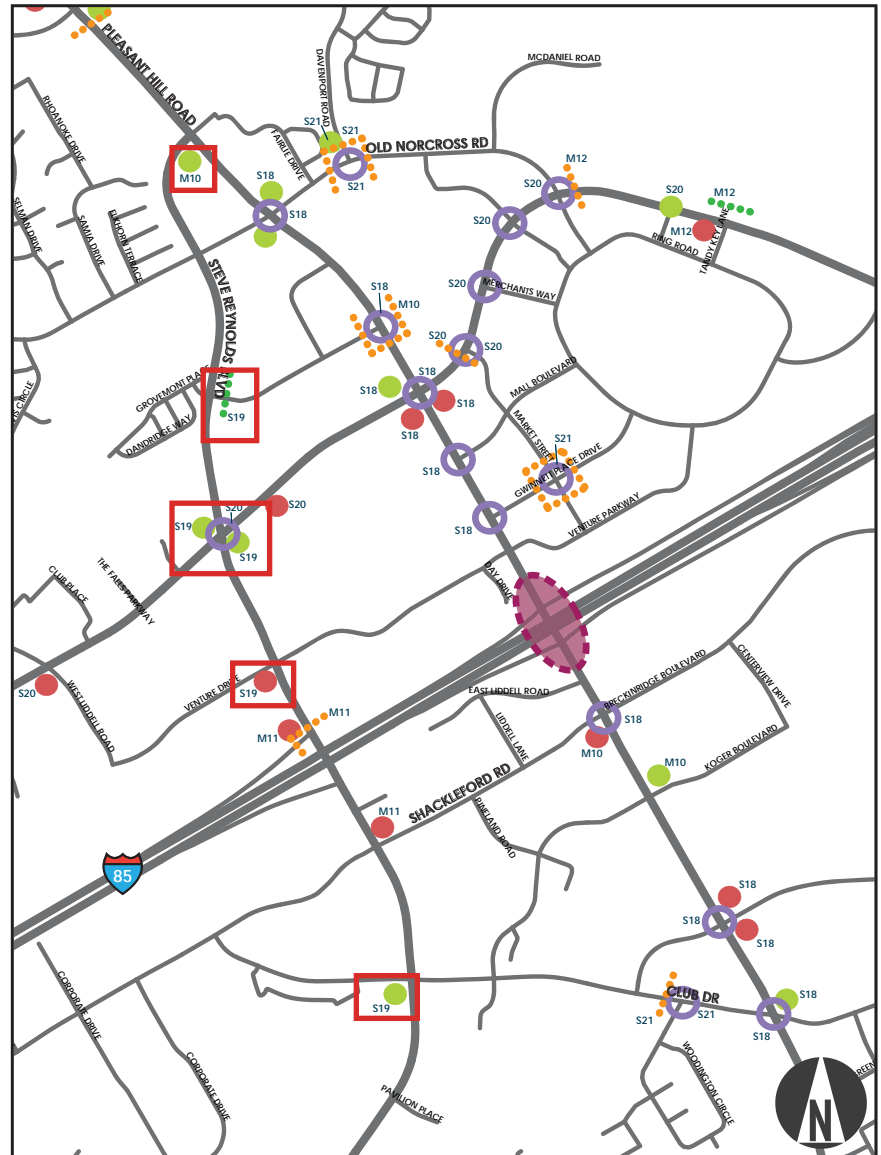 PLEASANT HILL ROAD
DAVENPORT ROAD
MCDANIEL ROAD
RHOANOKE DRIVE
S21
S21
FAIRLIE DRIVE
OLD NORCROSS RD
S21
M12
M10
S18
S20
S20
M12
SELMAN DRIVE
SAMIA DRIVE
ELKHORN TERRACE
S18
S20
M12
RING ROAD
TANDY KEY LANE
STEVE REYNOLDS BLVD
S20
MERCHANTS WAY
S18
M10
S20
S20
GROVEMONT PLACE
S18
S18
S18
S18
MALL BOULEVARD
S CIRCLE
S19
DANDRIDGE WAY
MARKET STREET
S21
S18
GWINNETT PLACE DRIVE
S20
S20
S19
S19
S18
VENTURE PARKWAY
THE FALLS PARKWAY
CLUB PLACE
DAY DRIVE
S20
WEST LIDDELL ROAD
VENTURE DRIVE
S19
EAST LIDDELL ROAD
BRECKINRIDGE BOULEVARD
CENTERVIEW DRIVE
M11
M11
LIDDELL LANE
S18
M10
M10
KOGER BOULEVARD
SHACKLEFORD RD
M11
PINELAND ROAD
85
S18
S18
S18
S19
CLUB DR
S18
S21
S21
S18
CORPORATE DRIVE
CORPORATE DRIVE
PAVILION PLACE
WOODINGTON CIRCLE
N